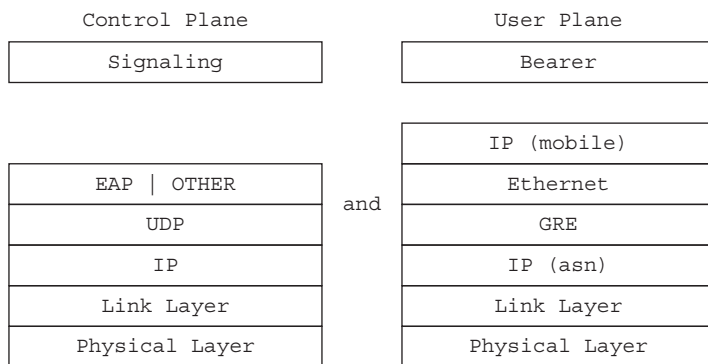 Control Plane
User Plane
Signaling
Bearer
IP (mobile)
EAP | OTHER
Ethernet
and
UDP
GRE
IP
IP (asn)
Link Layer
Link Layer
Physical Layer
Physical Layer